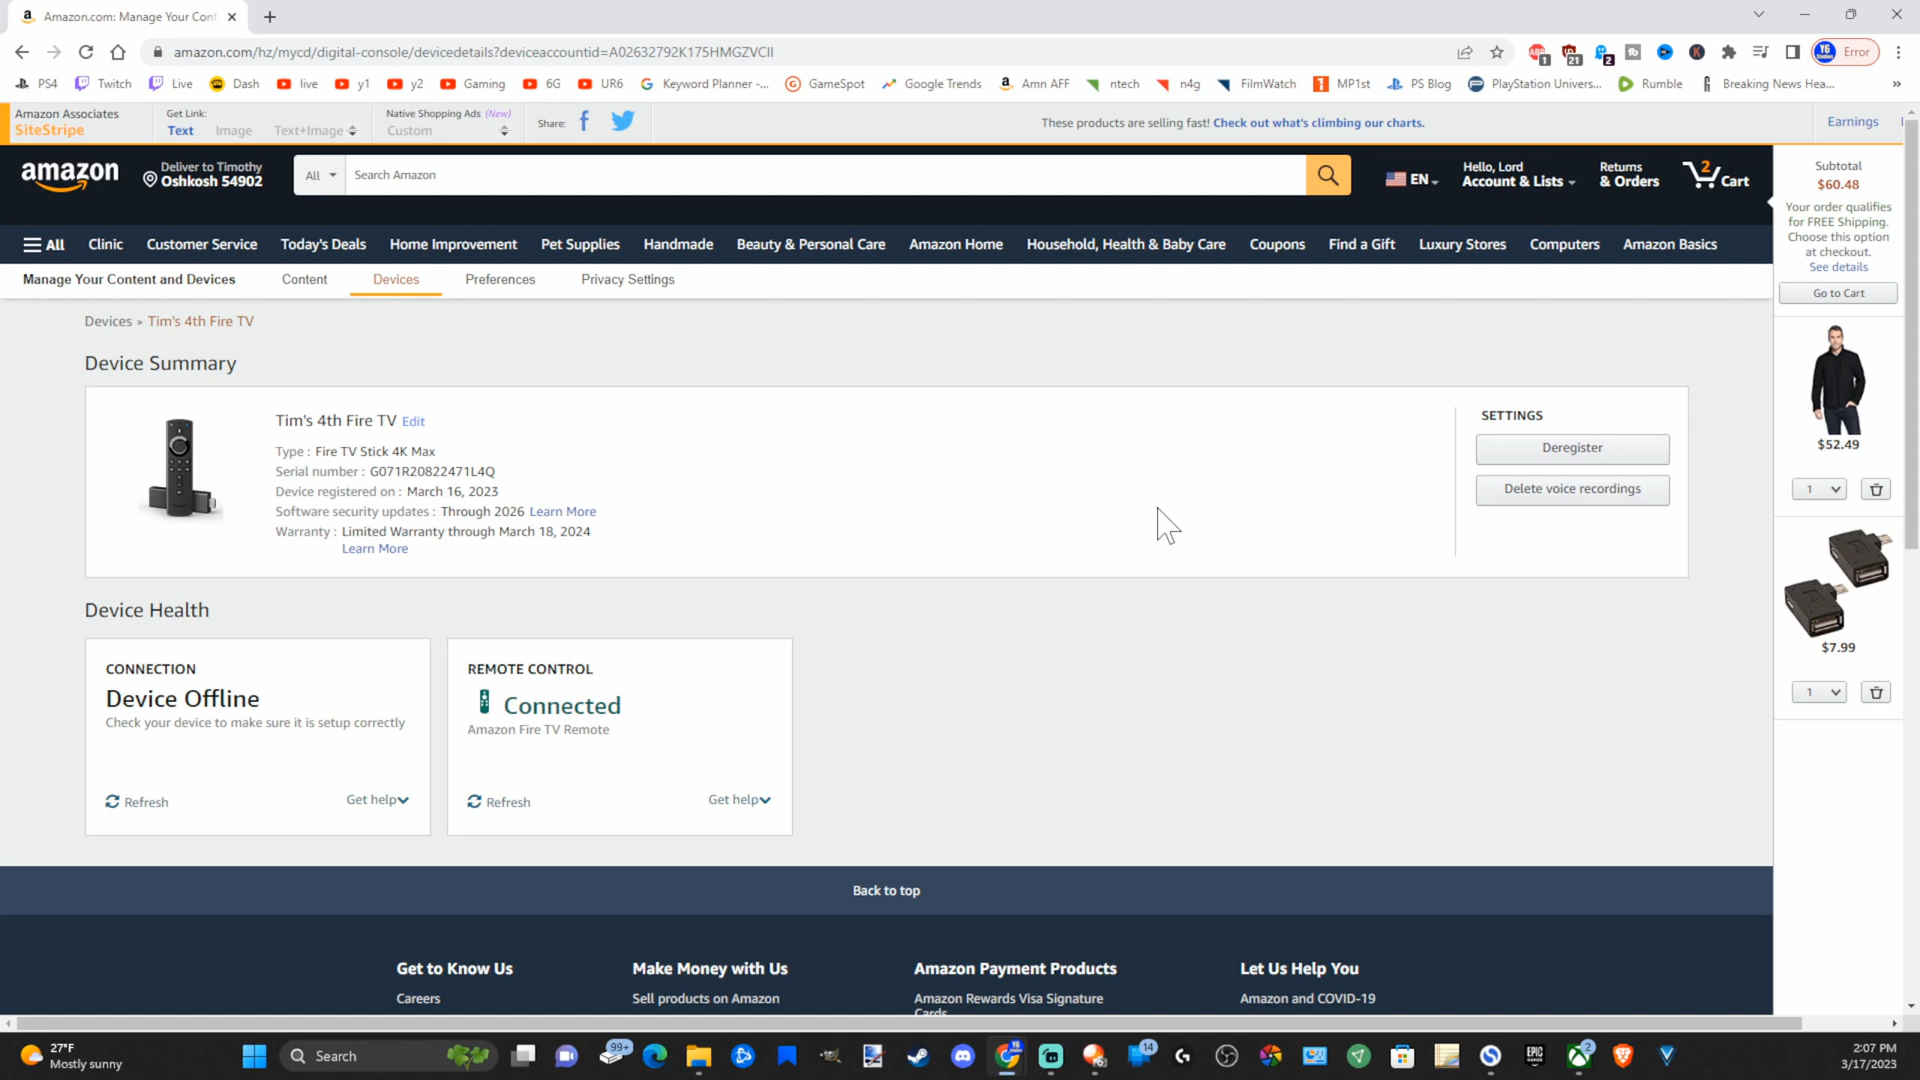 Amazon.com: Manage Your Cont
amazon.com/hz/mycd/digital-console/devicedetails?deviceaccountid=A02632792K175HMGZVCII
1
21
2
Error
PS4
Twitch
Live
Dash
live
y1
y2
Gaming
6G
UR6
Keyword Planner -...
GameSpot
Google Trends
Amn AFF
ntech
n4g
FilmWatch
MP1st
PS Blog
PlayStation Univers...
Rumble
Breaking News Hea...
Amazon Associates
SiteStripe
Get Link:
Text
Image
Text+Image
Native Shopping Ads (New)
Custom
Share:
These products are selling fast! Check out what's climbing our charts.
Earnings
amazon
Deliver to Timothy
Oshkosh 54902
All
Search Amazon
EN
Hello, Lord
Account & Lists
Returns
& Orders
2
Cart
All
Clinic
Customer Service
Today's Deals
Home Improvement
Pet Supplies
Handmade
Beauty & Personal Care
Amazon Home
Household, Health & Baby Care
Coupons
Find a Gift
Luxury Stores
Computers
Amazon Basics
Manage Your Content and Devices
Content
Devices
Preferences
Privacy Settings
Devices » Tim's 4th Fire TV
Device Summary
Tim's 4th Fire TV Edit
Type : Fire TV Stick 4K Max
Serial number : G071R20822471L4Q
Device registered on : March 16, 2023
Software security updates : Through 2026 Learn More
Warranty : Limited Warranty through March 18, 2024
Learn More
SETTINGS
Deregister
Delete voice recordings
Device Health
CONNECTION
Device Offline
Check your device to make sure it is setup correctly
Refresh
Get help
REMOTE CONTROL
Connected
Amazon Fire TV Remote
Refresh
Get help
Subtotal
$60.48
Your order qualifies
for FREE Shipping.
Choose this option
at checkout.
See details
Go to Cart
$52.49
1
$7.99
1
Back to top
Get to Know Us
Careers
Make Money with Us
Sell products on Amazon
Amazon Payment Products
Amazon Rewards Visa Signature
Cards
Let Us Help You
Amazon and COVID-19
27°F
Mostly sunny
Search
99+
14
2
EPIC
2:07 PM
3/17/2023